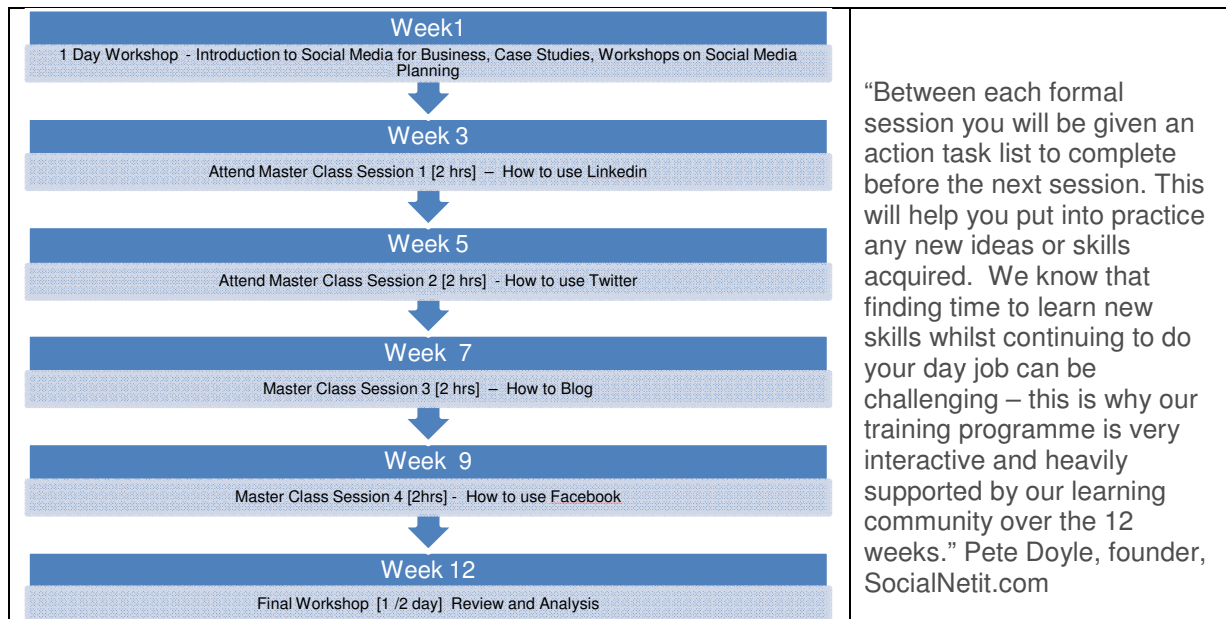 Week1
1 Day Workshop - Introduction to Social Media for Business, Case Studies, Workshops on Social Media
Planning
Week 3
Attend Master Class Session 1 [2 hrs] – How to use Linkedin
Week 5
Attend Master Class Session 2 [2 hrs] - How to use Twitter
Week 7
Master Class Session 3 [2 hrs] – How to Blog
Week 9
Master Class Session 4 [2hrs] - How to use Facebook
Week 12
Final Workshop [1 /2 day] Review and Analysis
“Between each formal
session you will be given an
action task list to complete
before the next session. This
will help you put into practice
any new ideas or skills
acquired. We know that
finding time to learn new
skills whilst continuing to do
your day job can be
challenging – this is why our
training programme is very
interactive and heavily
supported by our learning
community over the 12
weeks.” Pete Doyle, founder,
SocialNetit.com